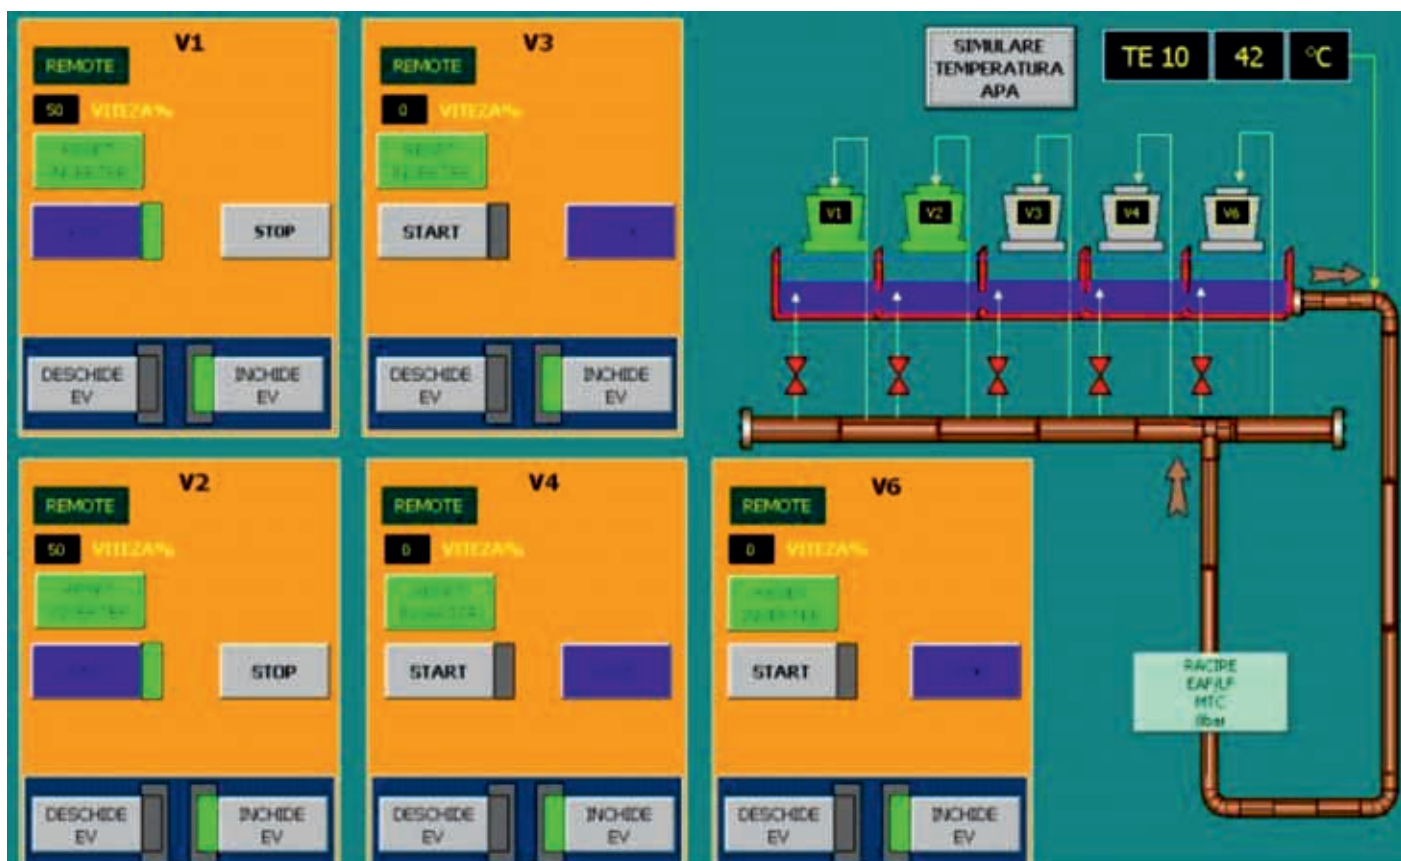 V1
REMOTE
50 VITEZA%
STOP
DESCHIDE
EV
INCHIDE
EV
V3
REMOTE
0 VITEZA%
START
DESCHIDE
EV
INCHIDE
EV
SIMULARE
TEMPERATURA
APA
TE 10 42 °C
V1 V2 V3 V4 V6
V2
REMOTE
50 VITEZA%
STOP
DESCHIDE
EV
INCHIDE
EV
V4
REMOTE
0 VITEZA%
START
DESCHIDE
EV
INCHIDE
EV
V6
REMOTE
0 VITEZA%
START
DESCHIDE
EV
INCHIDE
EV
RACIRE
EAF/LF
MTC